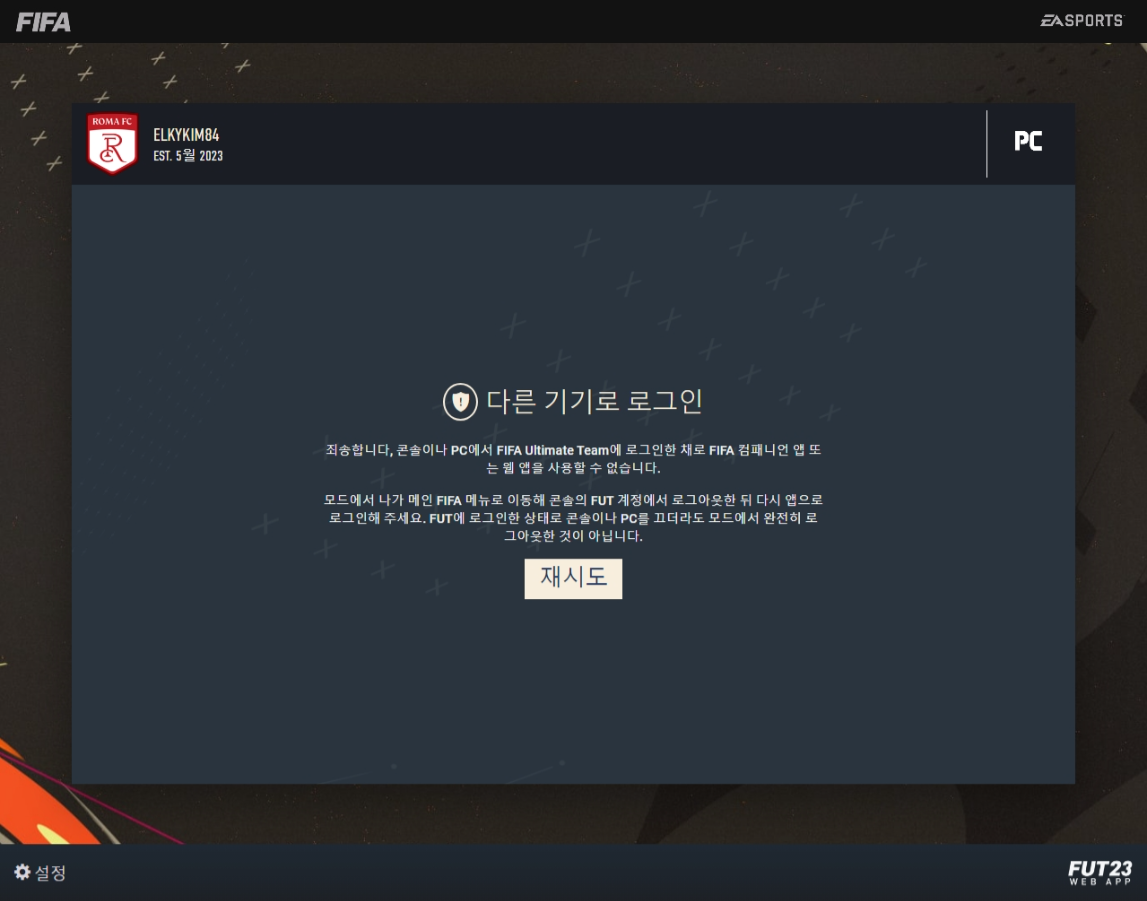 FIFA
EA SPORTS
ROMA FC
ELKYKIM84
EST. 5월 2023
PC
다른 기기로 로그인
죄송합니다, 콘솔이나 PC에서 FIFA Ultimate Team에 로그인한 채로 FIFA 컴패니언 앱 또
는 웹 앱을 사용할 수 없습니다.
모드에서 나가 메인 FIFA 메뉴로 이동해 콘솔의 FUT 계정에서 로그아웃한 뒤 다시 앱으로
로그인해 주세요. FUT에 로그인한 상태로 콘솔이나 PC를 끄더라도 모드에서 완전히 로
그아웃한 것이 아닙니다.
재시도
설정
FUT23
WEB APP